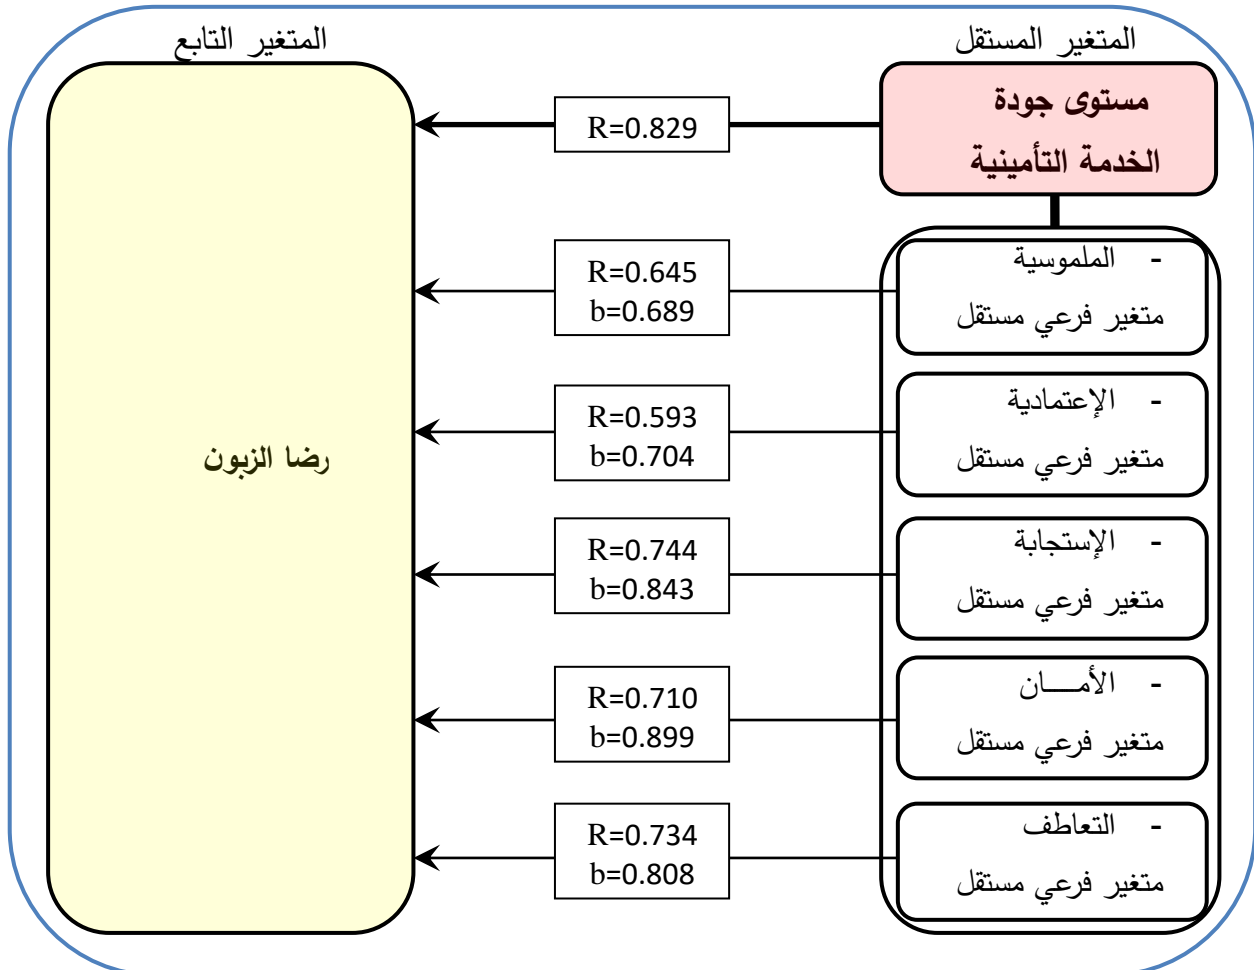 المتغير المستقل
المتغير التابع
مستوى جودة
الخدمة التأمينية
R=0.829
- الملموسية
متغير فرعي مستقل
R=0.645
b=0.689
- الإعتمادية
متغير فرعي مستقل
R=0.593
b=0.704
رضا الزبون
- الإستجابة
متغير فرعي مستقل
R=0.744
b=0.843
- الأمـــان
متغير فرعي مستقل
R=0.710
b=0.899
- التعاطف
متغير فرعي مستقل
R=0.734
b=0.808